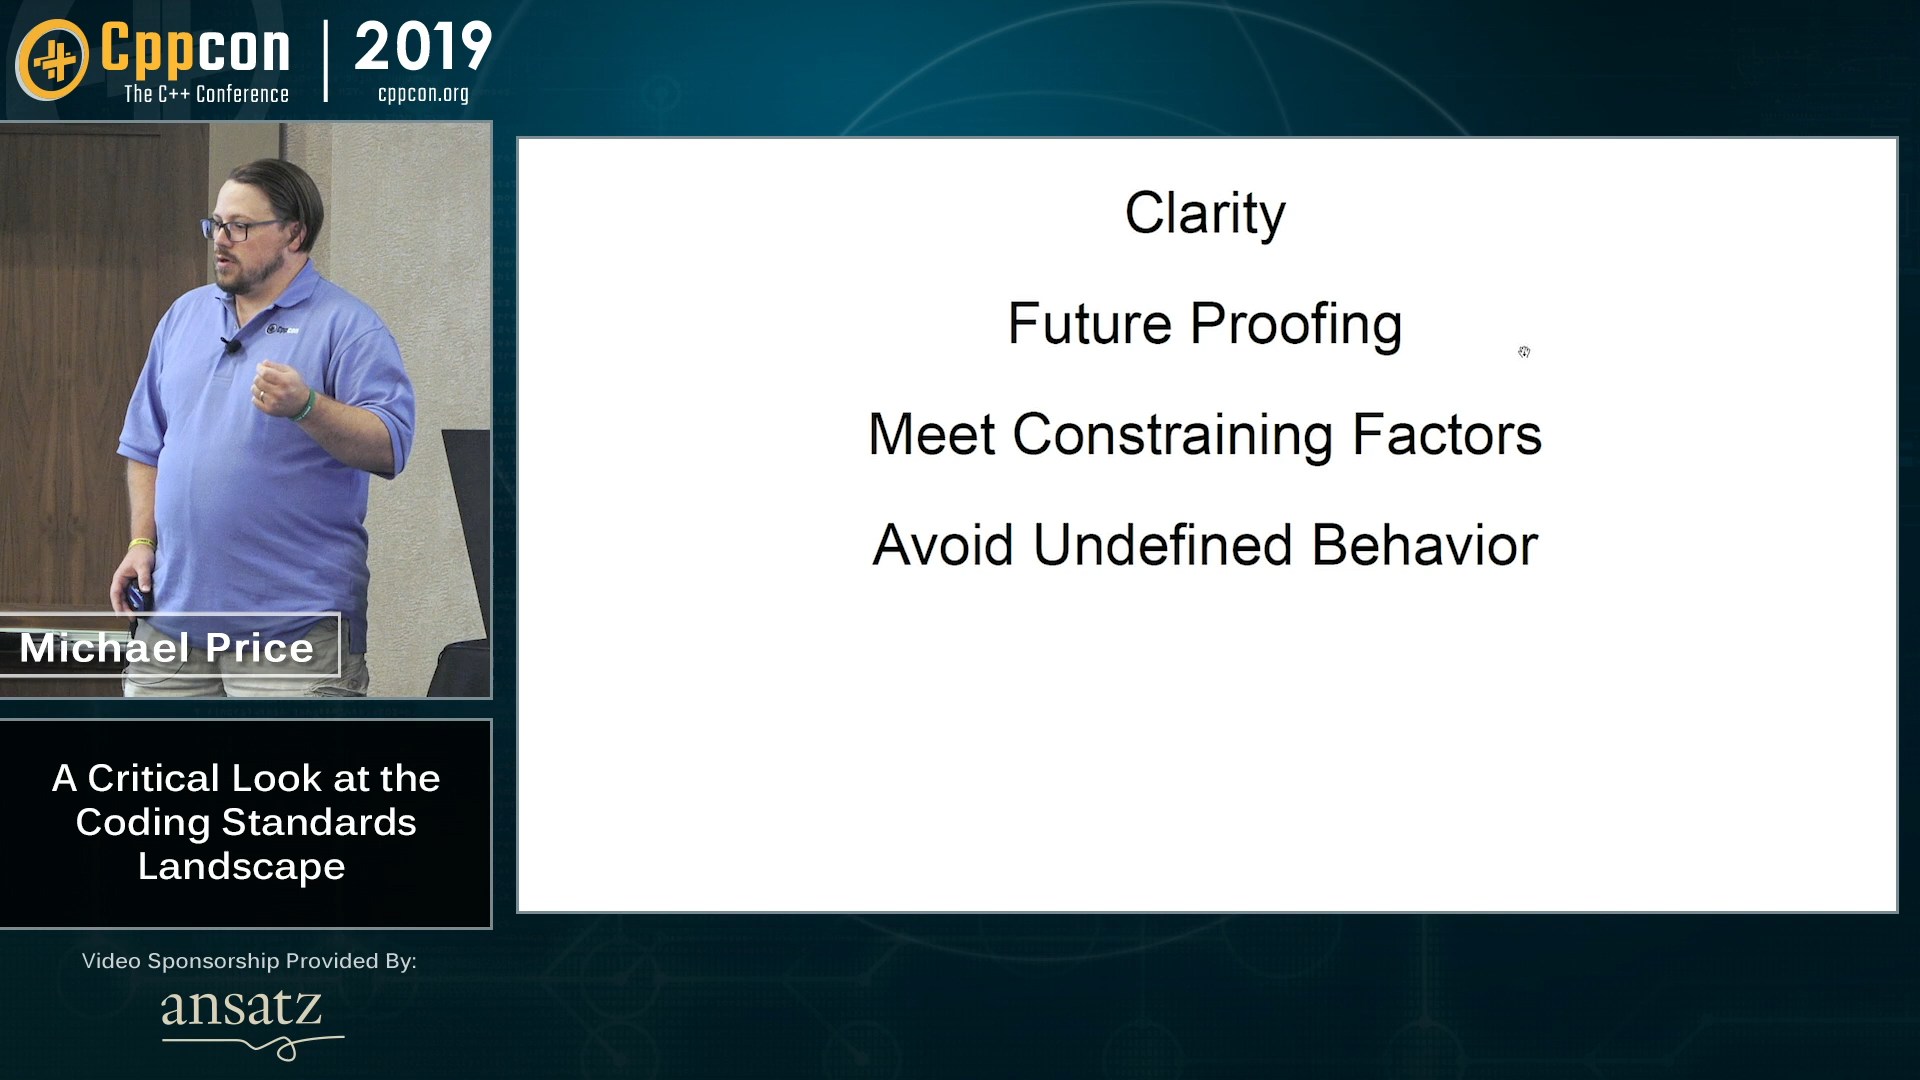 Cppcon
The C++ Conference
2019
cppcon.org
Cppcon
Michael Price
A Critical Look at the
Coding Standards
Landscape
Video Sponsorship Provided By:
ansatz
Clarity
Future Proofing
Meet Constraining Factors
Avoid Undefined Behavior